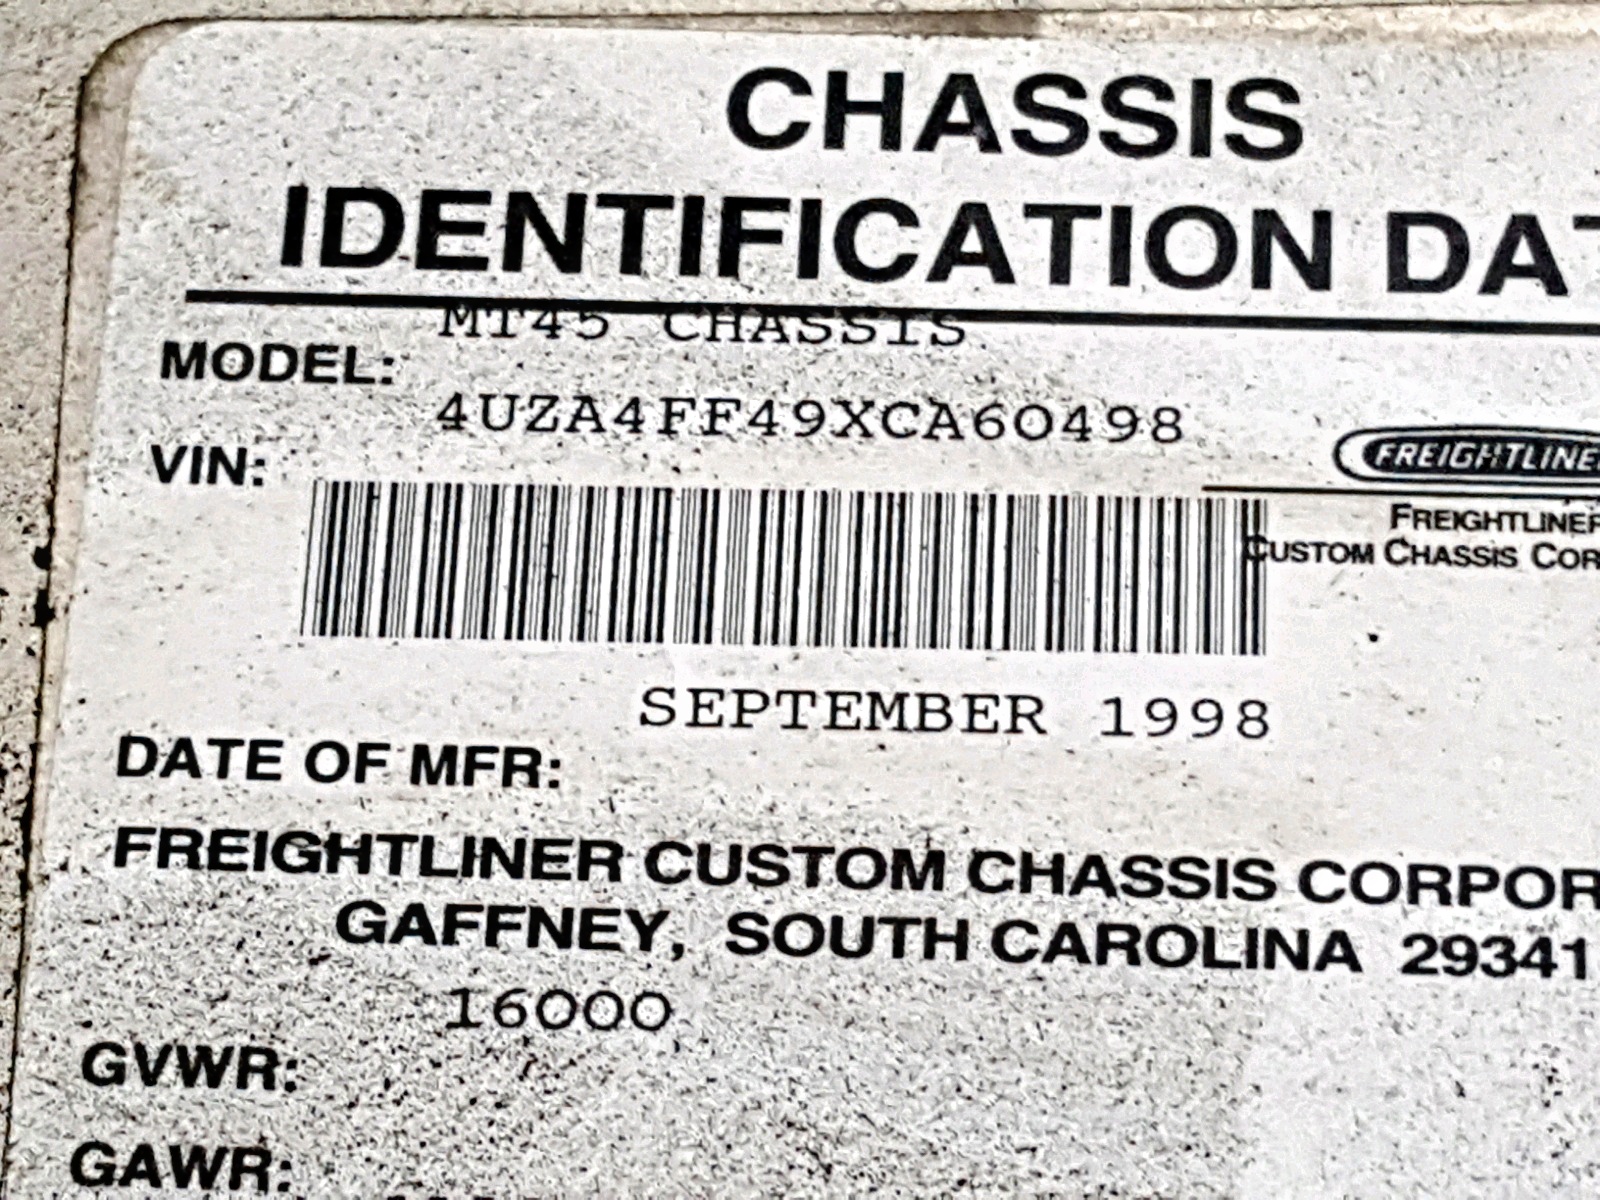 CHASSIS
IDENTIFICATION DAT
MT45 CHASSIS
MODEL:
4UZA4FF49XCA60498
VIN:
FREIGHTLINER
FREIGHTLINER
CUSTOM CHASSIS COR
SEPTEMBER 1998
DATE OF MFR:
FREIGHTLINER CUSTOM CHASSIS CORPOR
GAFFNEY, SOUTH CAROLINA 29341
16000
GVWR:
GAWR: